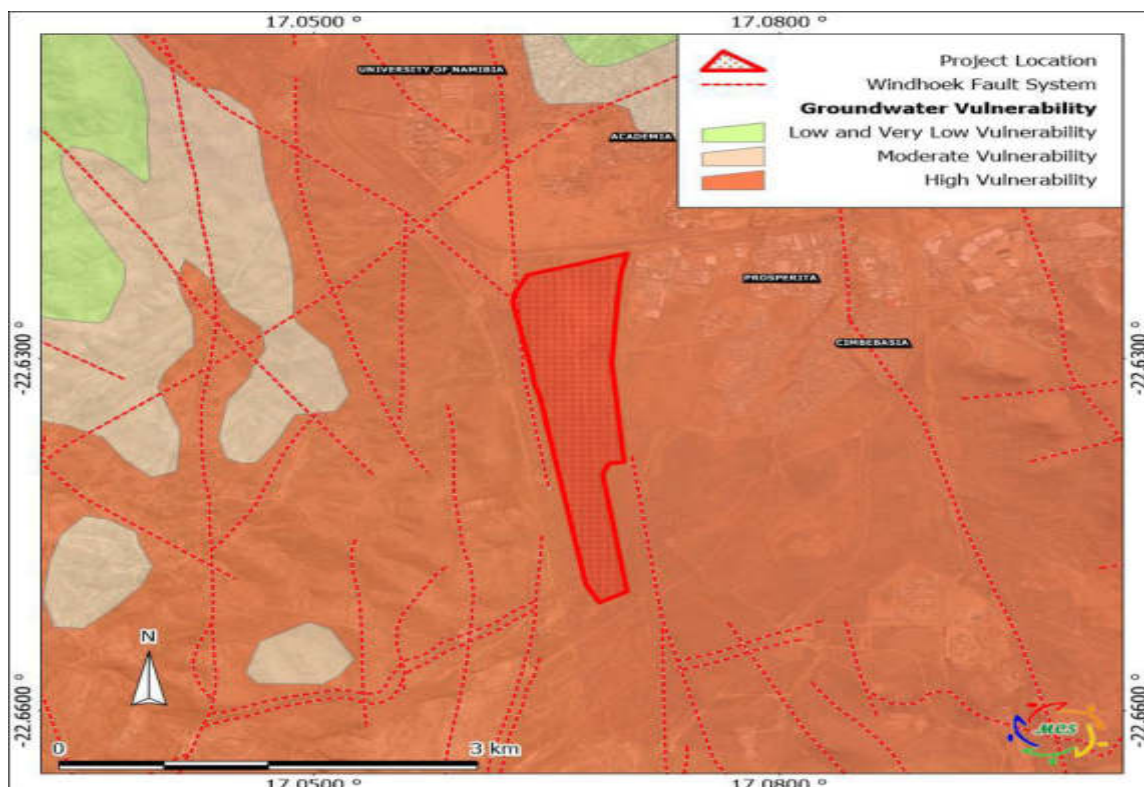 17.0500 °
17.0800 °
UNIVERSITY OF NAMIBIA
ACADEMIA
Project Location
Windhoek Fault System
Groundwater Vulnerability
Low and Very Low Vulnerability
Moderate Vulnerability
High Vulnerability
PROSPERITA
CIMBEBASIA
-22.6300 °
-22.6300 °
N
-22.6600 °
-22.6600 °
0
3 km
MCS
17.0500 °
17.0800 °